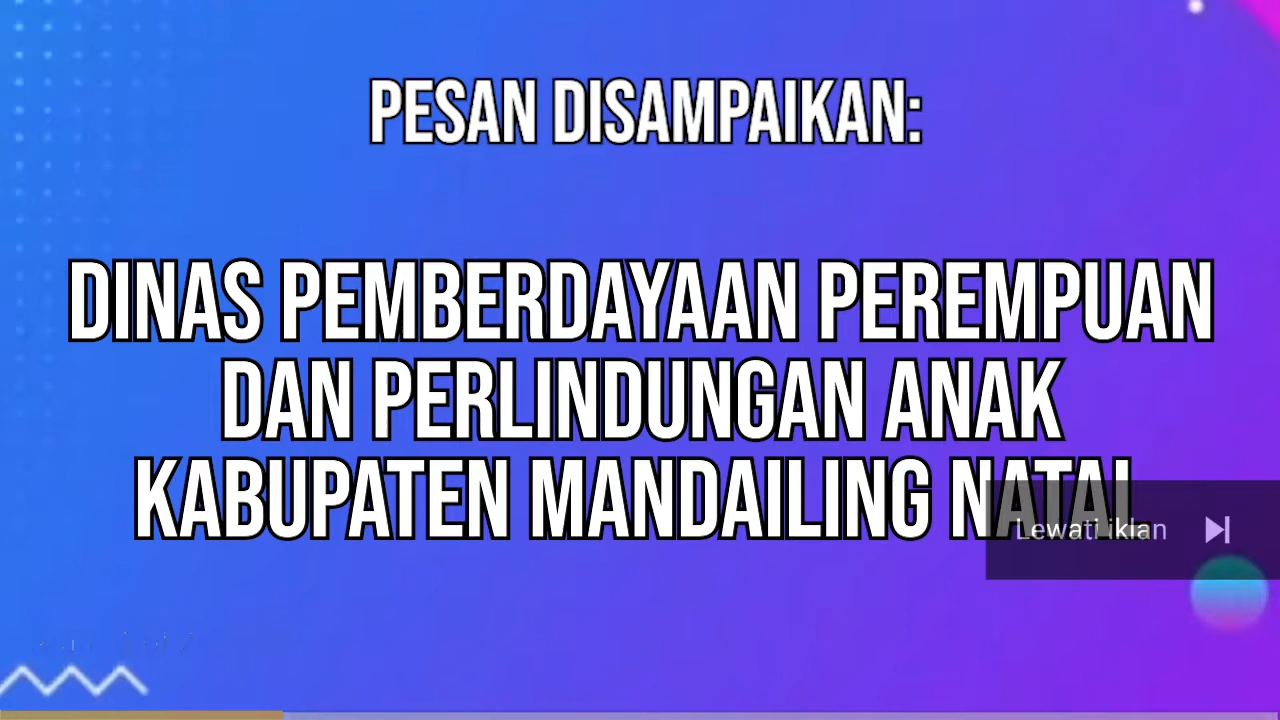 PESAN DISAMPAIKAN:
DINAS PEMBERDAYAAN PEREMPUAN
DAN PERLINDUNGAN ANAK
KABUPATEN MANDAILING NATAL
Lewati iklan